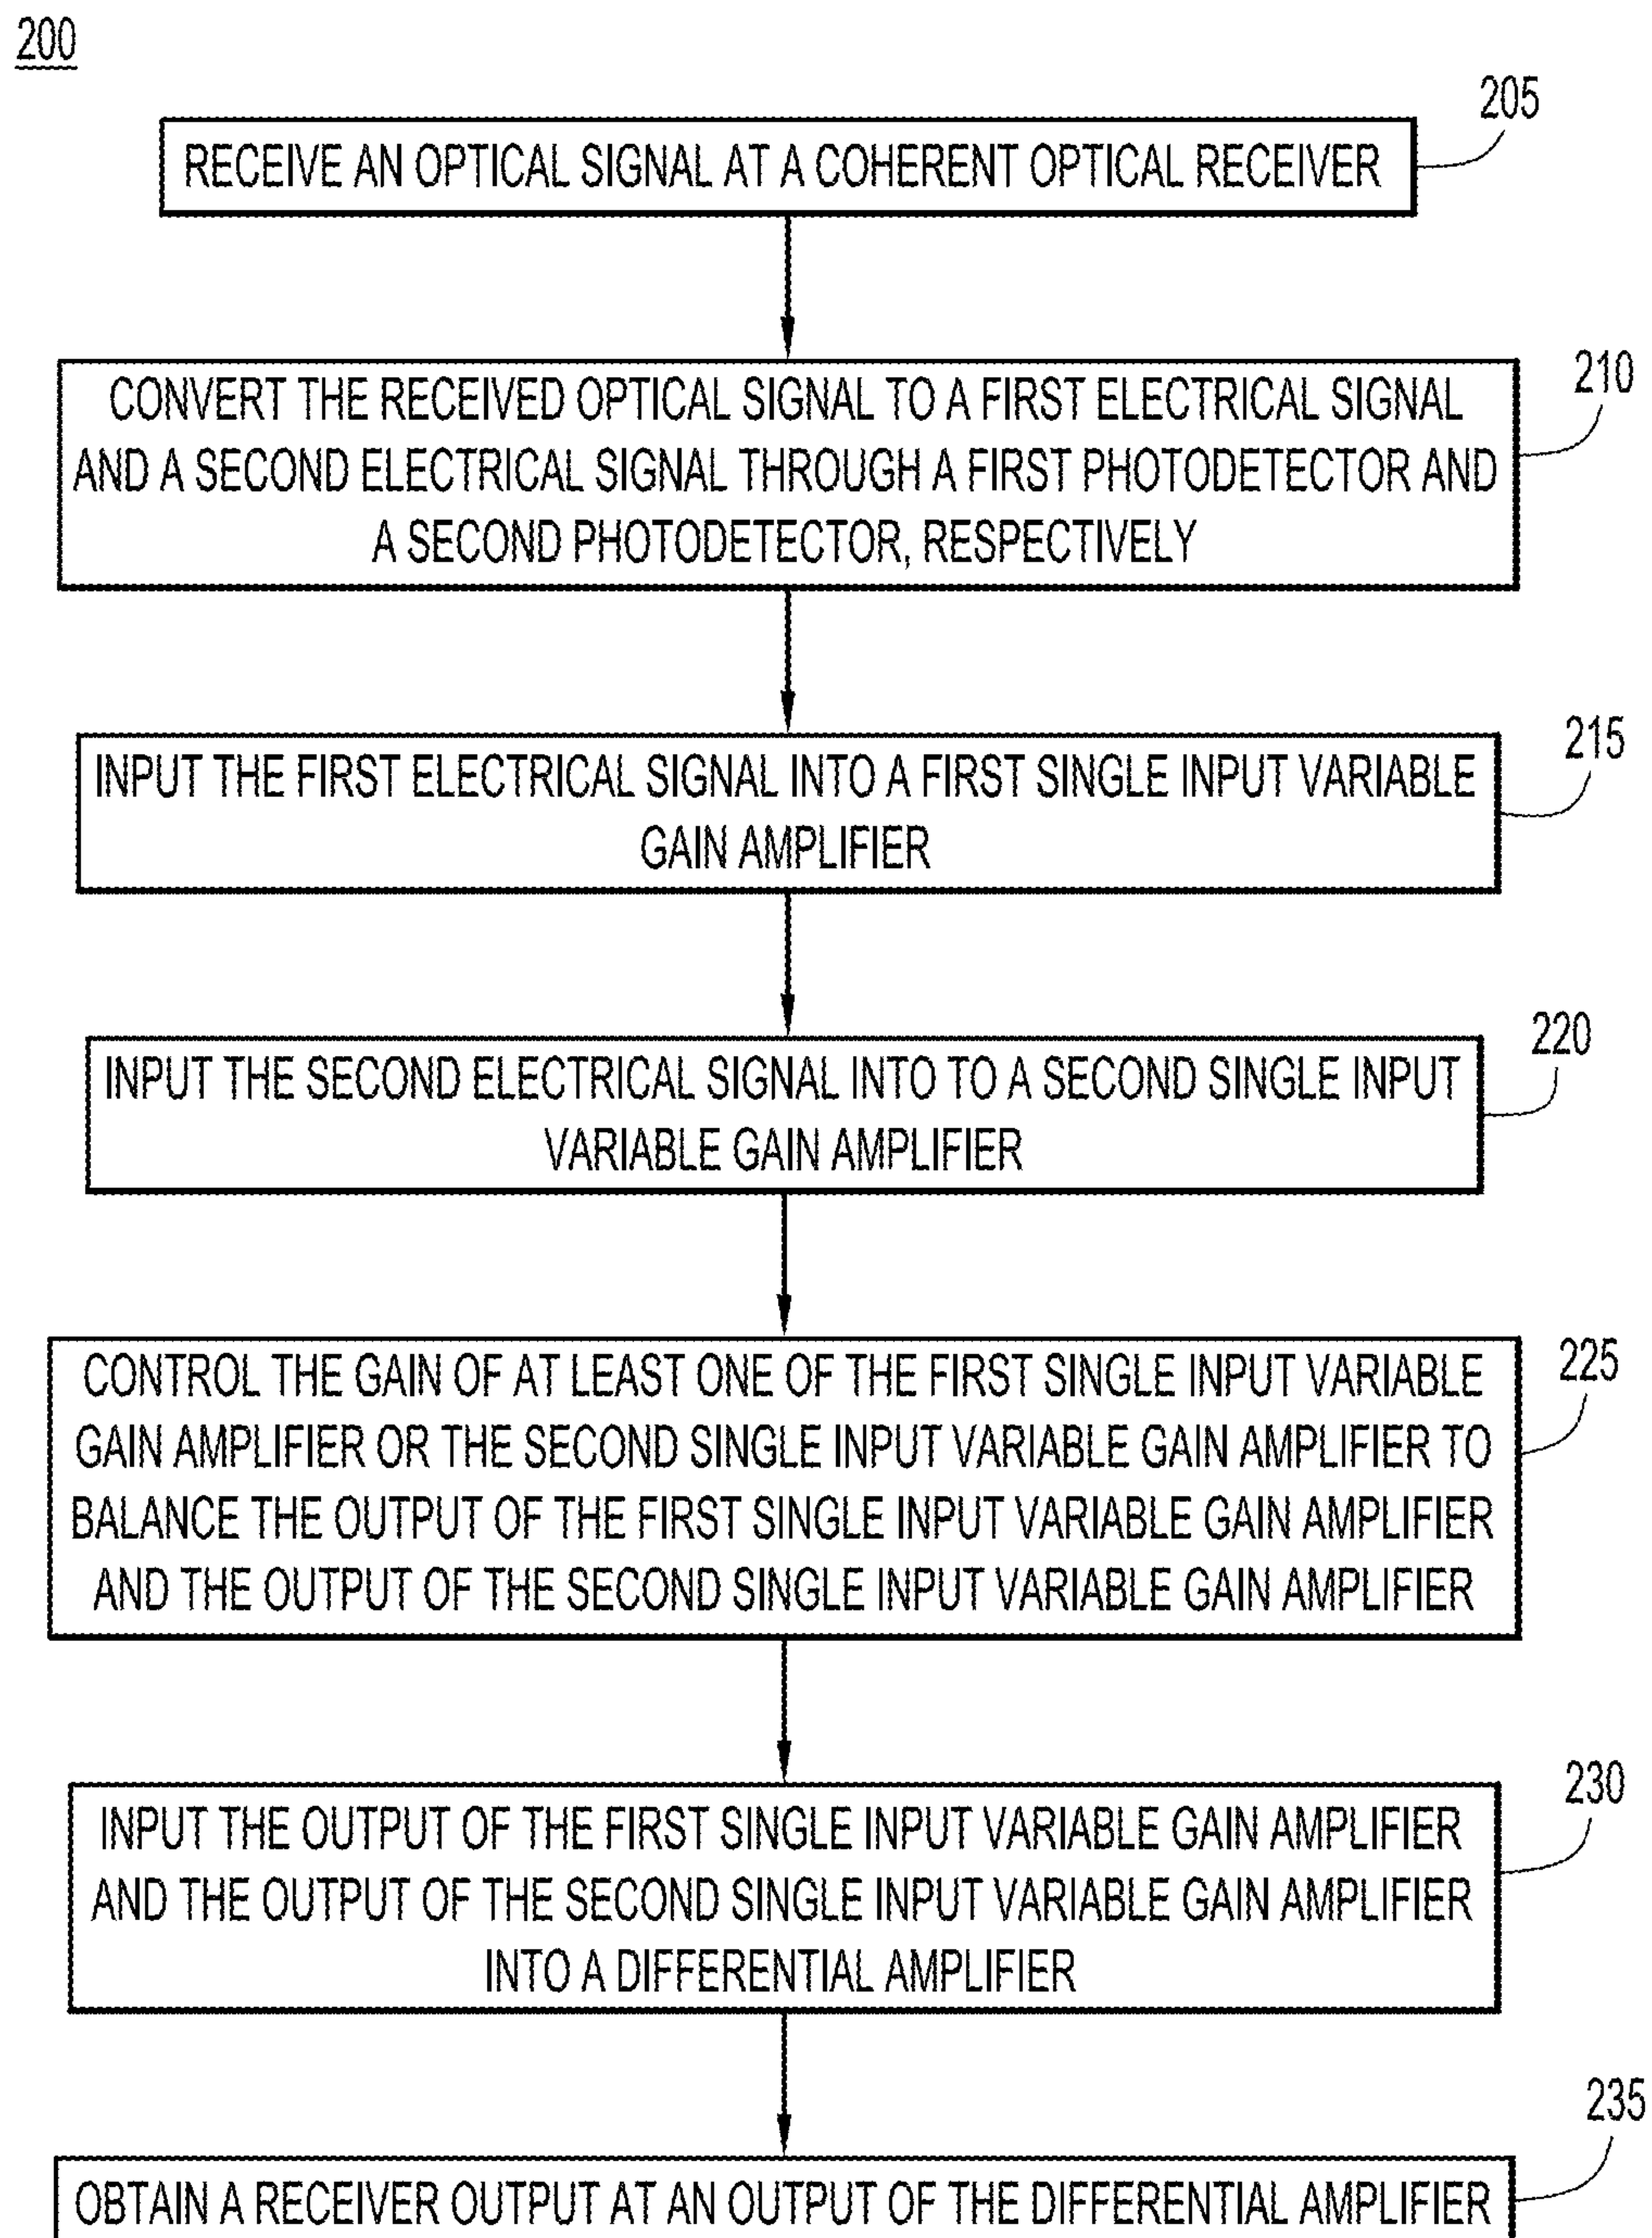 200
205
RECEIVE AN OPTICAL SIGNAL AT A COHERENT OPTICAL RECEIVER
210
CONVERT THE RECEIVED OPTICAL SIGNAL TO A FIRST ELECTRICAL SIGNAL
AND A SECOND ELECTRICAL SIGNAL THROUGH A FIRST PHOTODETECTOR AND
A SECOND PHOTODETECTOR, RESPECTIVELY
215
INPUT THE FIRST ELECTRICAL SIGNAL INTO A FIRST SINGLE INPUT VARIABLE
GAIN AMPLIFIER
220
INPUT THE SECOND ELECTRICAL SIGNAL INTO TO A SECOND SINGLE INPUT
VARIABLE GAIN AMPLIFIER
225
CONTROL THE GAIN OF AT LEAST ONE OF THE FIRST SINGLE INPUT VARIABLE
GAIN AMPLIFIER OR THE SECOND SINGLE INPUT VARIABLE GAIN AMPLIFIER TO
BALANCE THE OUTPUT OF THE FIRST SINGLE INPUT VARIABLE GAIN AMPLIFIER
AND THE OUTPUT OF THE SECOND SINGLE INPUT VARIABLE GAIN AMPLIFIER
230
INPUT THE OUTPUT OF THE FIRST SINGLE INPUT VARIABLE GAIN AMPLIFIER
AND THE OUTPUT OF THE SECOND SINGLE INPUT VARIABLE GAIN AMPLIFIER
INTO A DIFFERENTIAL AMPLIFIER
235
OBTAIN A RECEIVER OUTPUT AT AN OUTPUT OF THE DIFFERENTIAL AMPLIFIER